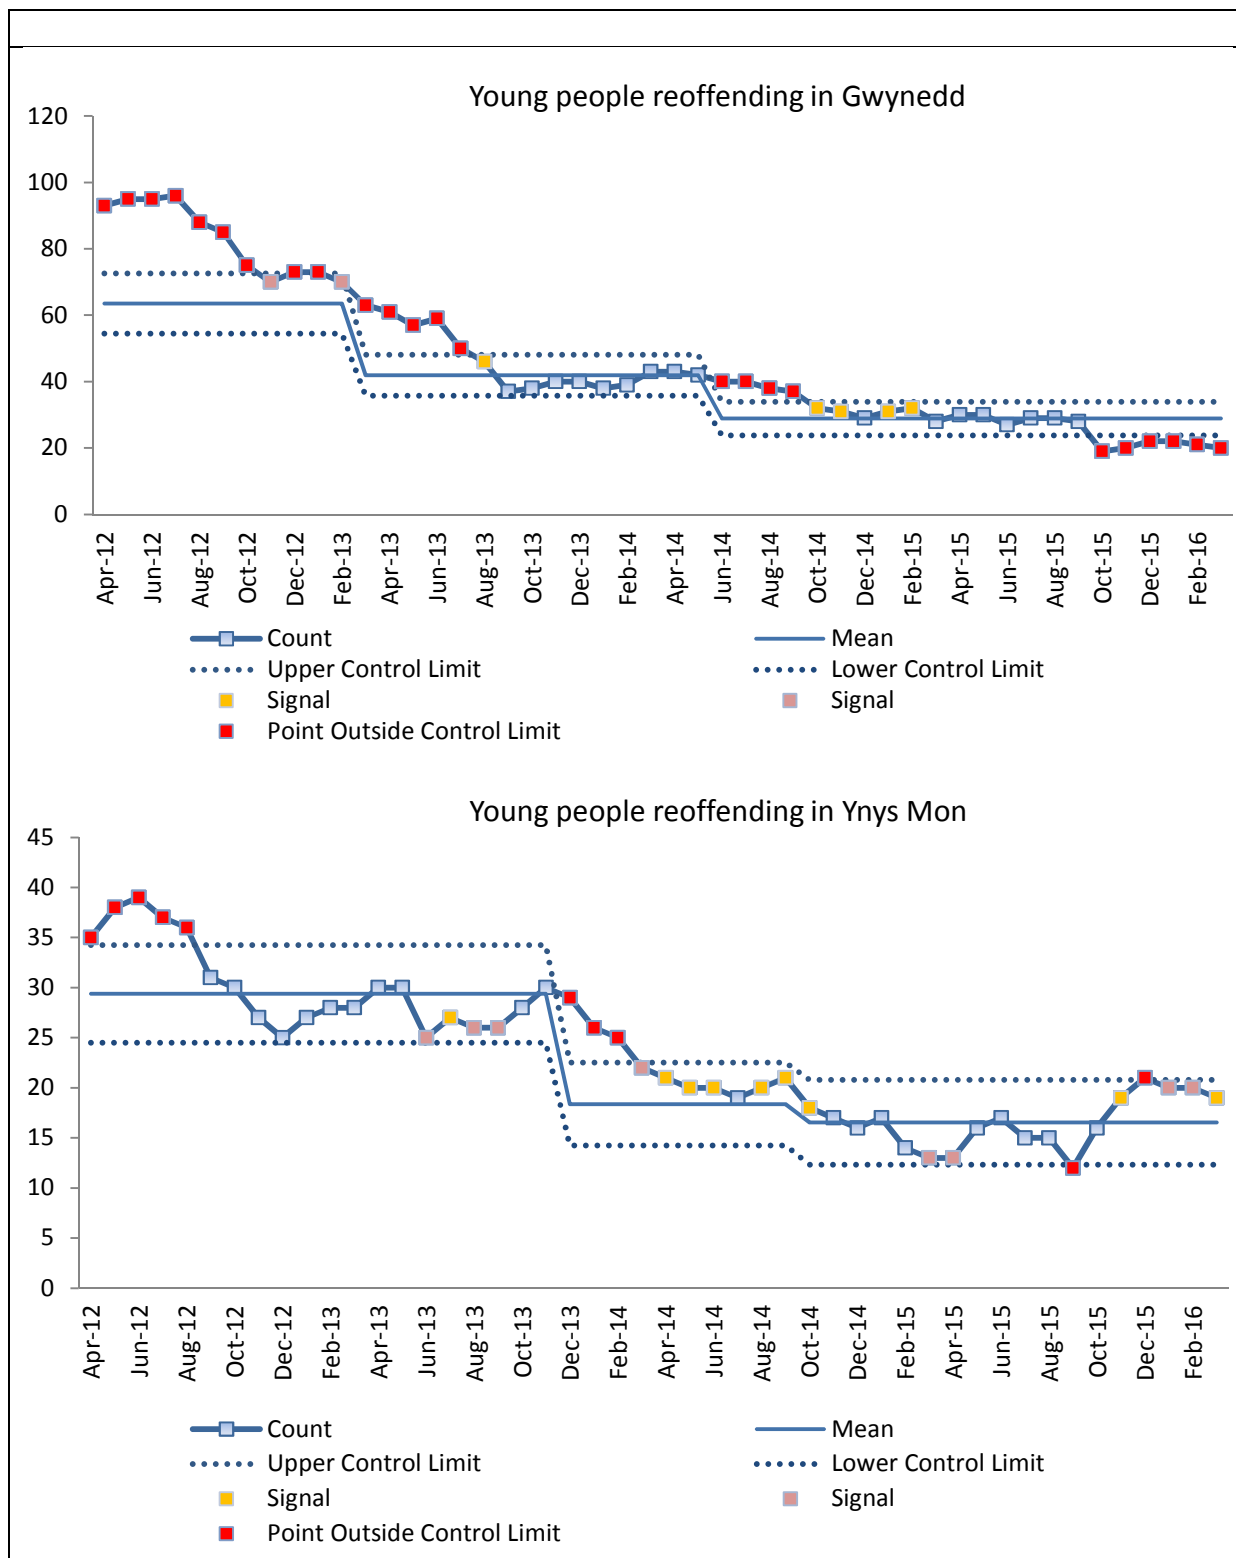 Young people reoffending in Gwynedd
120
100
80
60
40
20
0
Apr-12 Jun-12 Aug-12 Oct-12 Dec-12 Feb-13 Apr-13 Jun-13 Aug-13 Oct-13 Dec-13 Feb-14 Apr-14 Jun-14 Aug-14 Oct-14 Dec-14 Feb-15 Apr-15 Jun-15 Aug-15 Oct-15 Dec-15 Feb-16
Count Mean
Upper Control Limit Lower Control Limit
Signal Signal
Point Outside Control Limit
Young people reoffending in Ynys Mon
45
40
35
30
25
20
15
10
5
0
Apr-12 Jun-12 Aug-12 Oct-12 Dec-12 Feb-13 Apr-13 Jun-13 Aug-13 Oct-13 Dec-13 Feb-14 Apr-14 Jun-14 Aug-14 Oct-14 Dec-14 Feb-15 Apr-15 Jun-15 Aug-15 Oct-15 Dec-15 Feb-16
Count Mean
Upper Control Limit Lower Control Limit
Signal Signal
Point Outside Control Limit